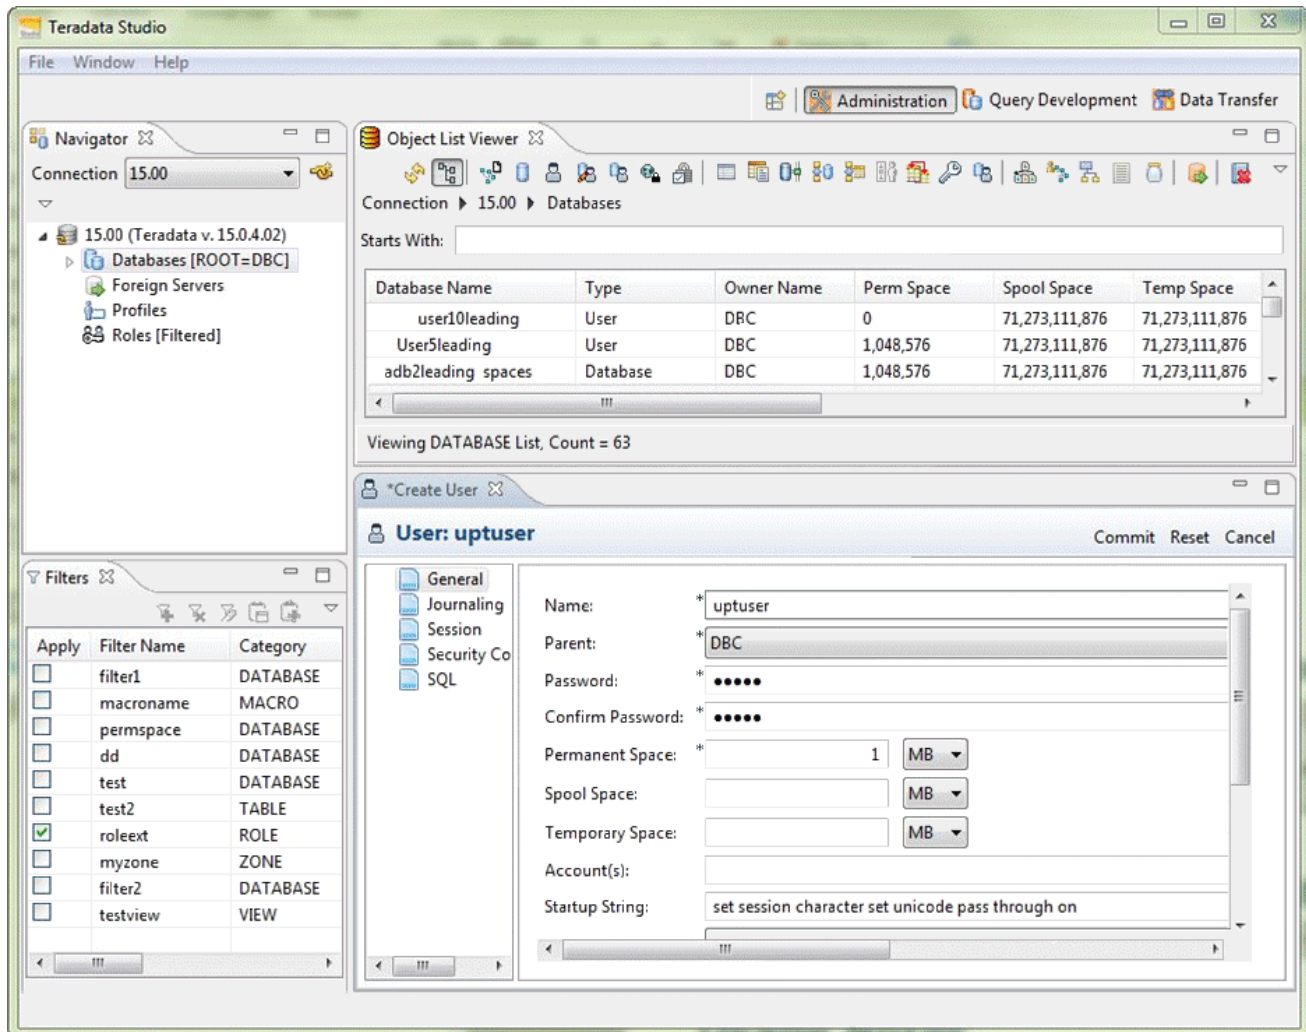 Teradata Studio
File Window Help
Administration Query Development Data Transfer
Navigator
Connection 15.00
15.00 (Teradata v. 15.0.4.02)
Databases [ROOT=DBC]
Foreign Servers
Profiles
Roles [Filtered]
Object List Viewer
Connection 15.00 Databases
Starts With:
Database Name Type Owner Name Perm Space Spool Space Temp Space
user10leading User DBC 0 71,273,111,876 71,273,111,876
User5leading User DBC 1,048,576 71,273,111,876 71,273,111,876
adb2leading spaces Database DBC 1,048,576 71,273,111,876 71,273,111,876
Viewing DATABASE List, Count = 63
Filters
Apply Filter Name Category
filter1 DATABASE
macroname MACRO
permspace DATABASE
dd DATABASE
test DATABASE
test2 TABLE
roleext ROLE
myzone ZONE
filter2 DATABASE
testview VIEW
*Create User
User: uptuser
Commit Reset Cancel
General
Journaling
Session
Security Co
SQL
Name: * uptuser
Parent: * DBC
Password: * •••••
Confirm Password: * •••••
Permanent Space: * 1 MB
Spool Space: MB
Temporary Space: MB
Account(s):
Startup String: set session character set unicode pass through on